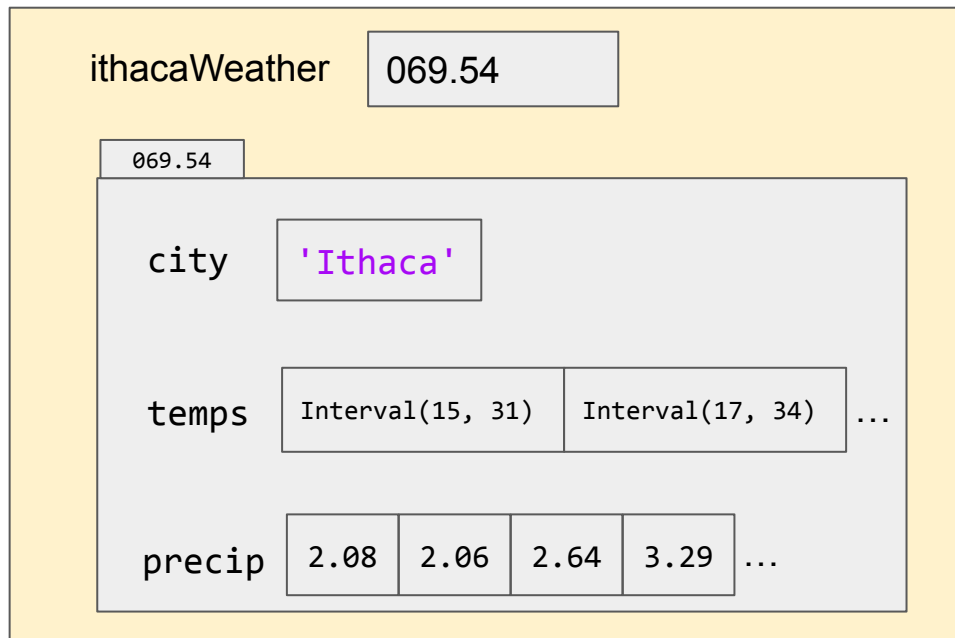 ithacaWeather 069.54
069.54
city 'Ithaca'
temps Interval(15, 31) Interval(17, 34) ...
precip 2.08 2.06 2.64 3.29 ...